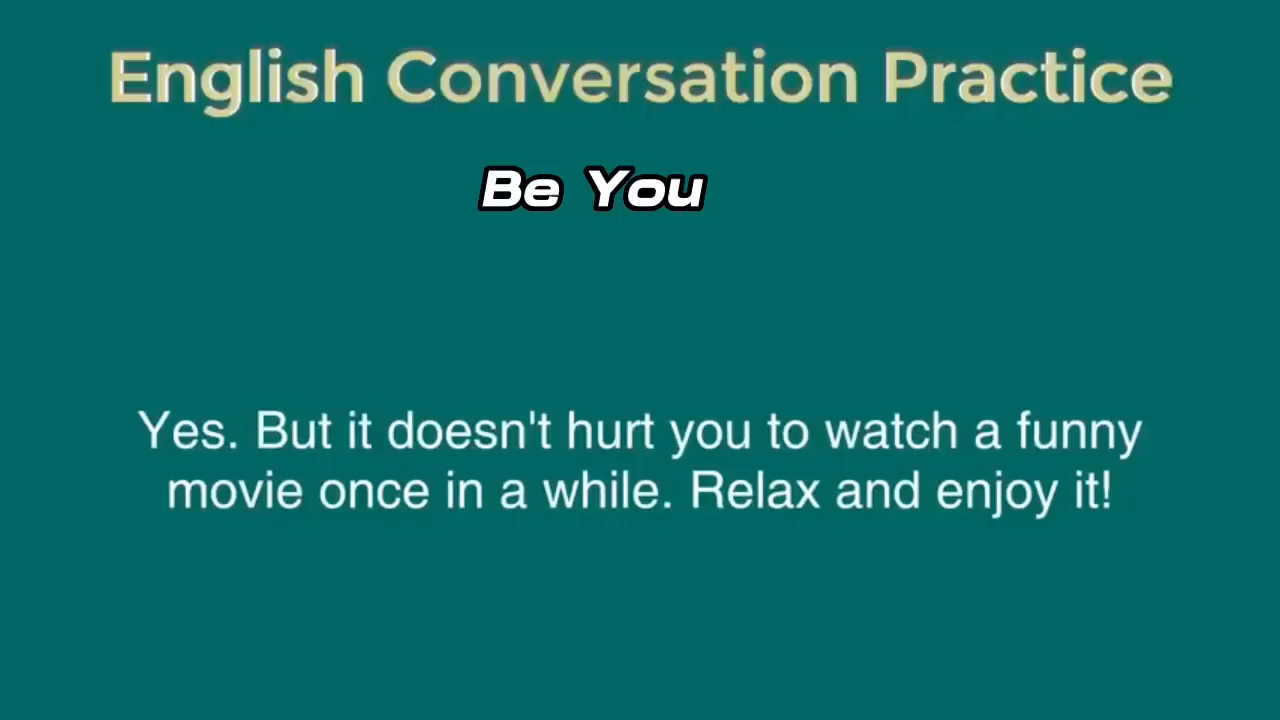 English Conversation Practice
Be You
Yes. But it doesn't hurt you to watch a funny
movie once in a while. Relax and enjoy it!